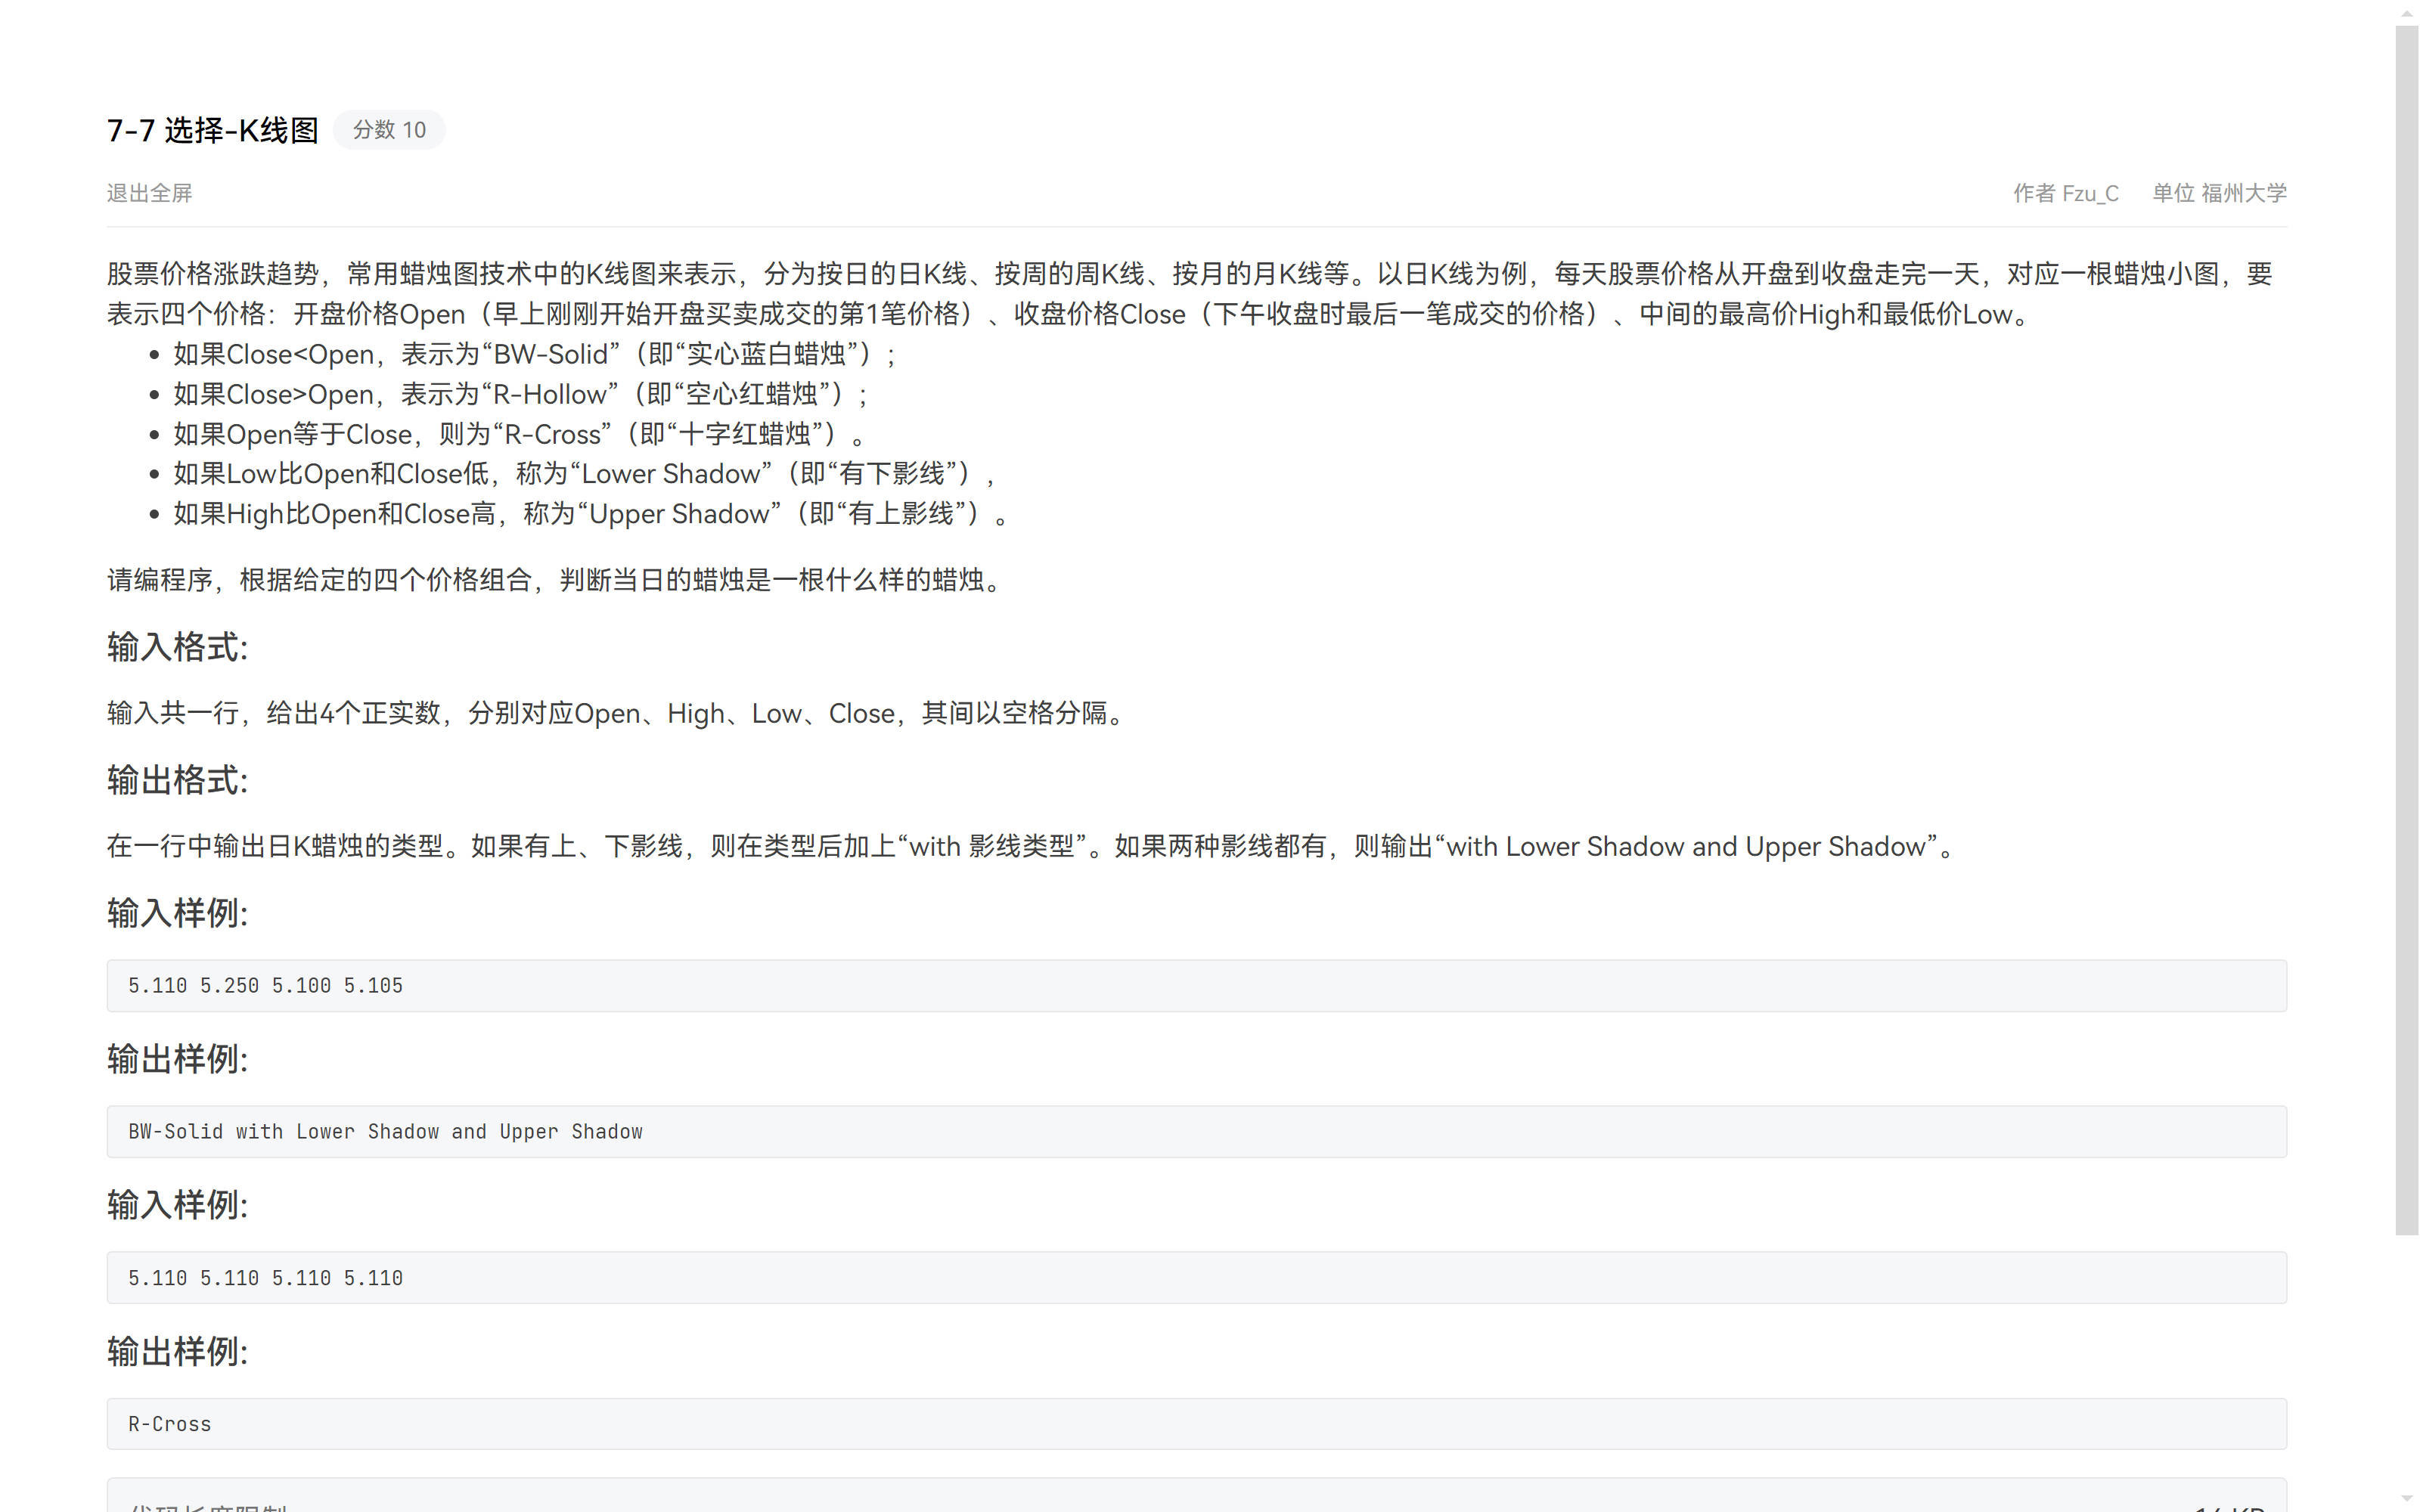 7-7 选择-K线图 分数 10
退出全屏 作者 Fzu_C 单位 福州大学
股票价格涨跌趋势，常用蜡烛图技术中的K线图来表示，分为按日的日K线、按周的周K线、按月的月K线等。以日K线为例，每天股票价格从开盘到收盘走完一天，对应一根蜡烛小图，要
表示四个价格：开盘价格Open（早上刚刚开始开盘买卖成交的第1笔价格）、收盘价格Close（下午收盘时最后一笔成交的价格）、中间的最高价High和最低价Low。
• 如果Close<Open，表示为“BW-Solid”（即“实心蓝白蜡烛”）；
• 如果Close>Open，表示为“R-Hollow”（即“空心红蜡烛”）；
• 如果Open等于Close，则为“R-Cross”（即“十字红蜡烛”）。
• 如果Low比Open和Close低，称为“Lower Shadow”（即“有下影线”），
• 如果High比Open和Close高，称为“Upper Shadow”（即“有上影线”）。
请编程序，根据给定的四个价格组合，判断当日的蜡烛是一根什么样的蜡烛。
输入格式:
输入共一行，给出4个正实数，分别对应Open、High、Low、Close，其间以空格分隔。
输出格式:
在一行中输出日K蜡烛的类型。如果有上、下影线，则在类型后加上“with 影线类型”。如果两种影线都有，则输出“with Lower Shadow and Upper Shadow”。
输入样例:
5.110 5.250 5.100 5.105
输出样例:
BW-Solid with Lower Shadow and Upper Shadow
输入样例:
5.110 5.110 5.110 5.110
输出样例:
R-Cross